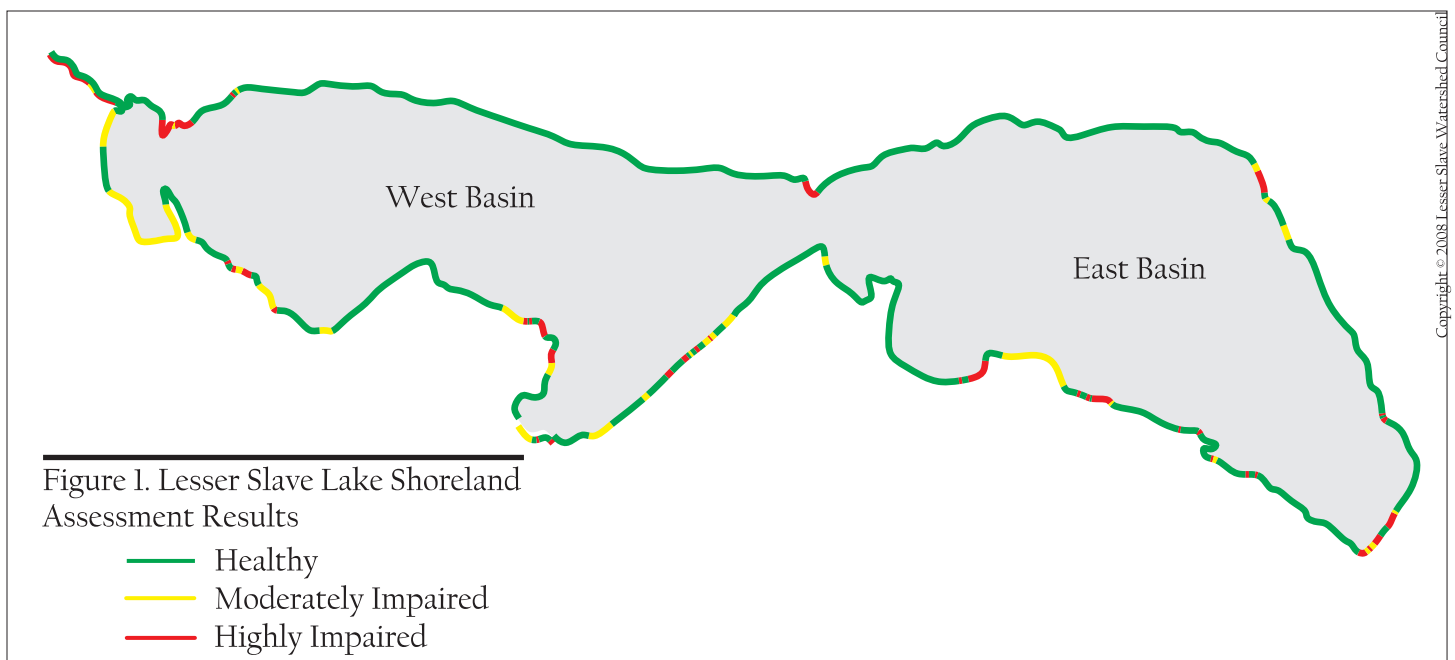 West Basin
East Basin
Copyright © 2008 Lesser Slave Watershed Council
Figure 1. Lesser Slave Lake Shoreland
Assessment Results
Healthy
Moderately Impaired
Highly Impaired